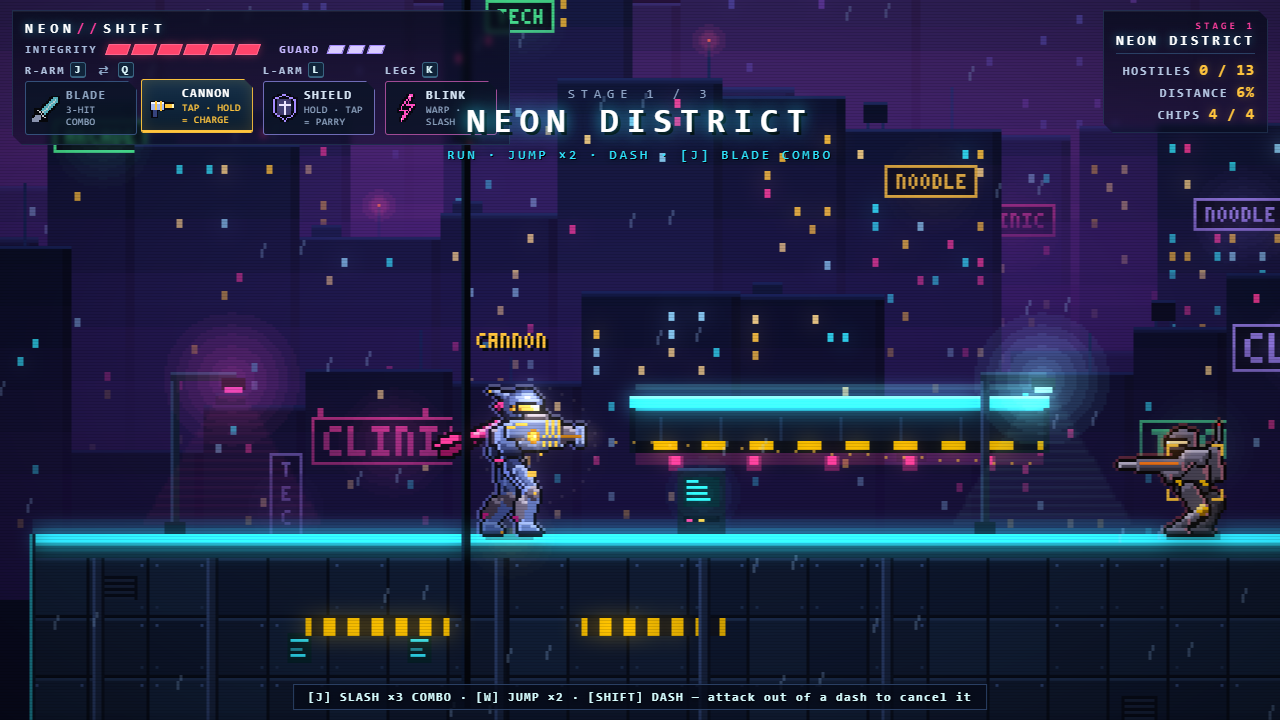 NEON//SHIFT
INTEGRITY GUARD
R-ARM J ⇄ Q L-ARM L LEGS K
BLADE
3-HIT
COMBO
CANNON
TAP · HOLD
= CHARGE
SHIELD
HOLD · TAP
= PARRY
BLINK
WARP ·
SLASH
TECH
STAGE 1
NEON DISTRICT
HOSTILES 0 / 13
DISTANCE 6%
CHIPS 4 / 4
STAGE 1 / 3
NEON DISTRICT
RUN · JUMP ×2 · DASH · [J] BLADE COMBO
NOODLE
NOODLE
CANNON
[J] SLASH ×3 COMBO · [W] JUMP ×2 · [SHIFT] DASH — attack out of a dash to cancel it